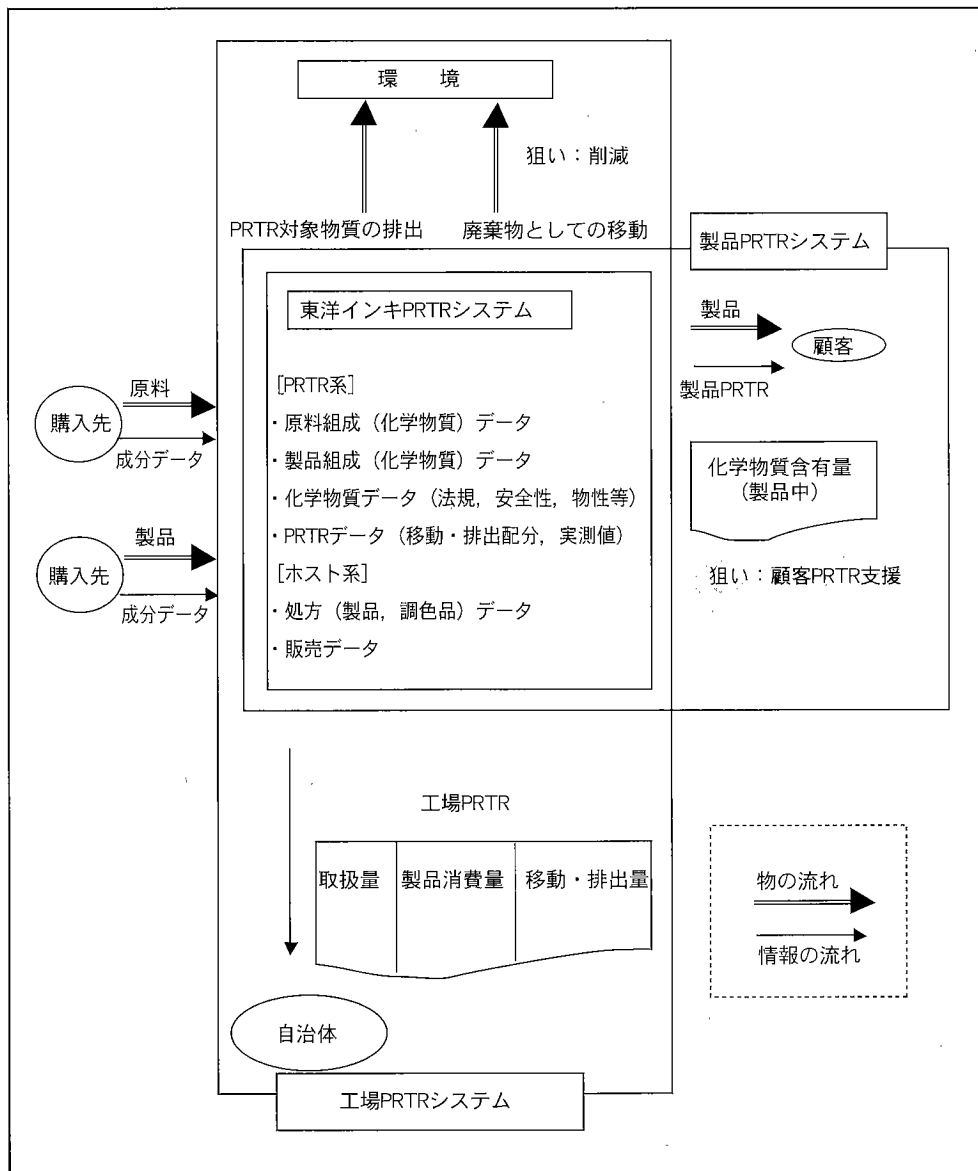 環　境
狙い：削減
PRTR対象物質の排出
廃棄物としての移動
製品PRTRシステム
東洋インキPRTRシステム
製品
顧客
製品PRTR
[PRTR系]
・原料組成（化学物質）データ
・製品組成（化学物質）データ
・化学物質データ（法規，安全性，物性等）
・PRTRデータ（移動・排出配分，実測値）
[ホスト系]
・処方（製品，調色品）データ
・販売データ
原料
購入先
成分データ
製品
購入先
成分データ
化学物質含有量
（製品中）
狙い：顧客PRTR支援
工場PRTR
取扱量
製品消費量
移動・排出量
物の流れ
情報の流れ
自治体
工場PRTRシステム